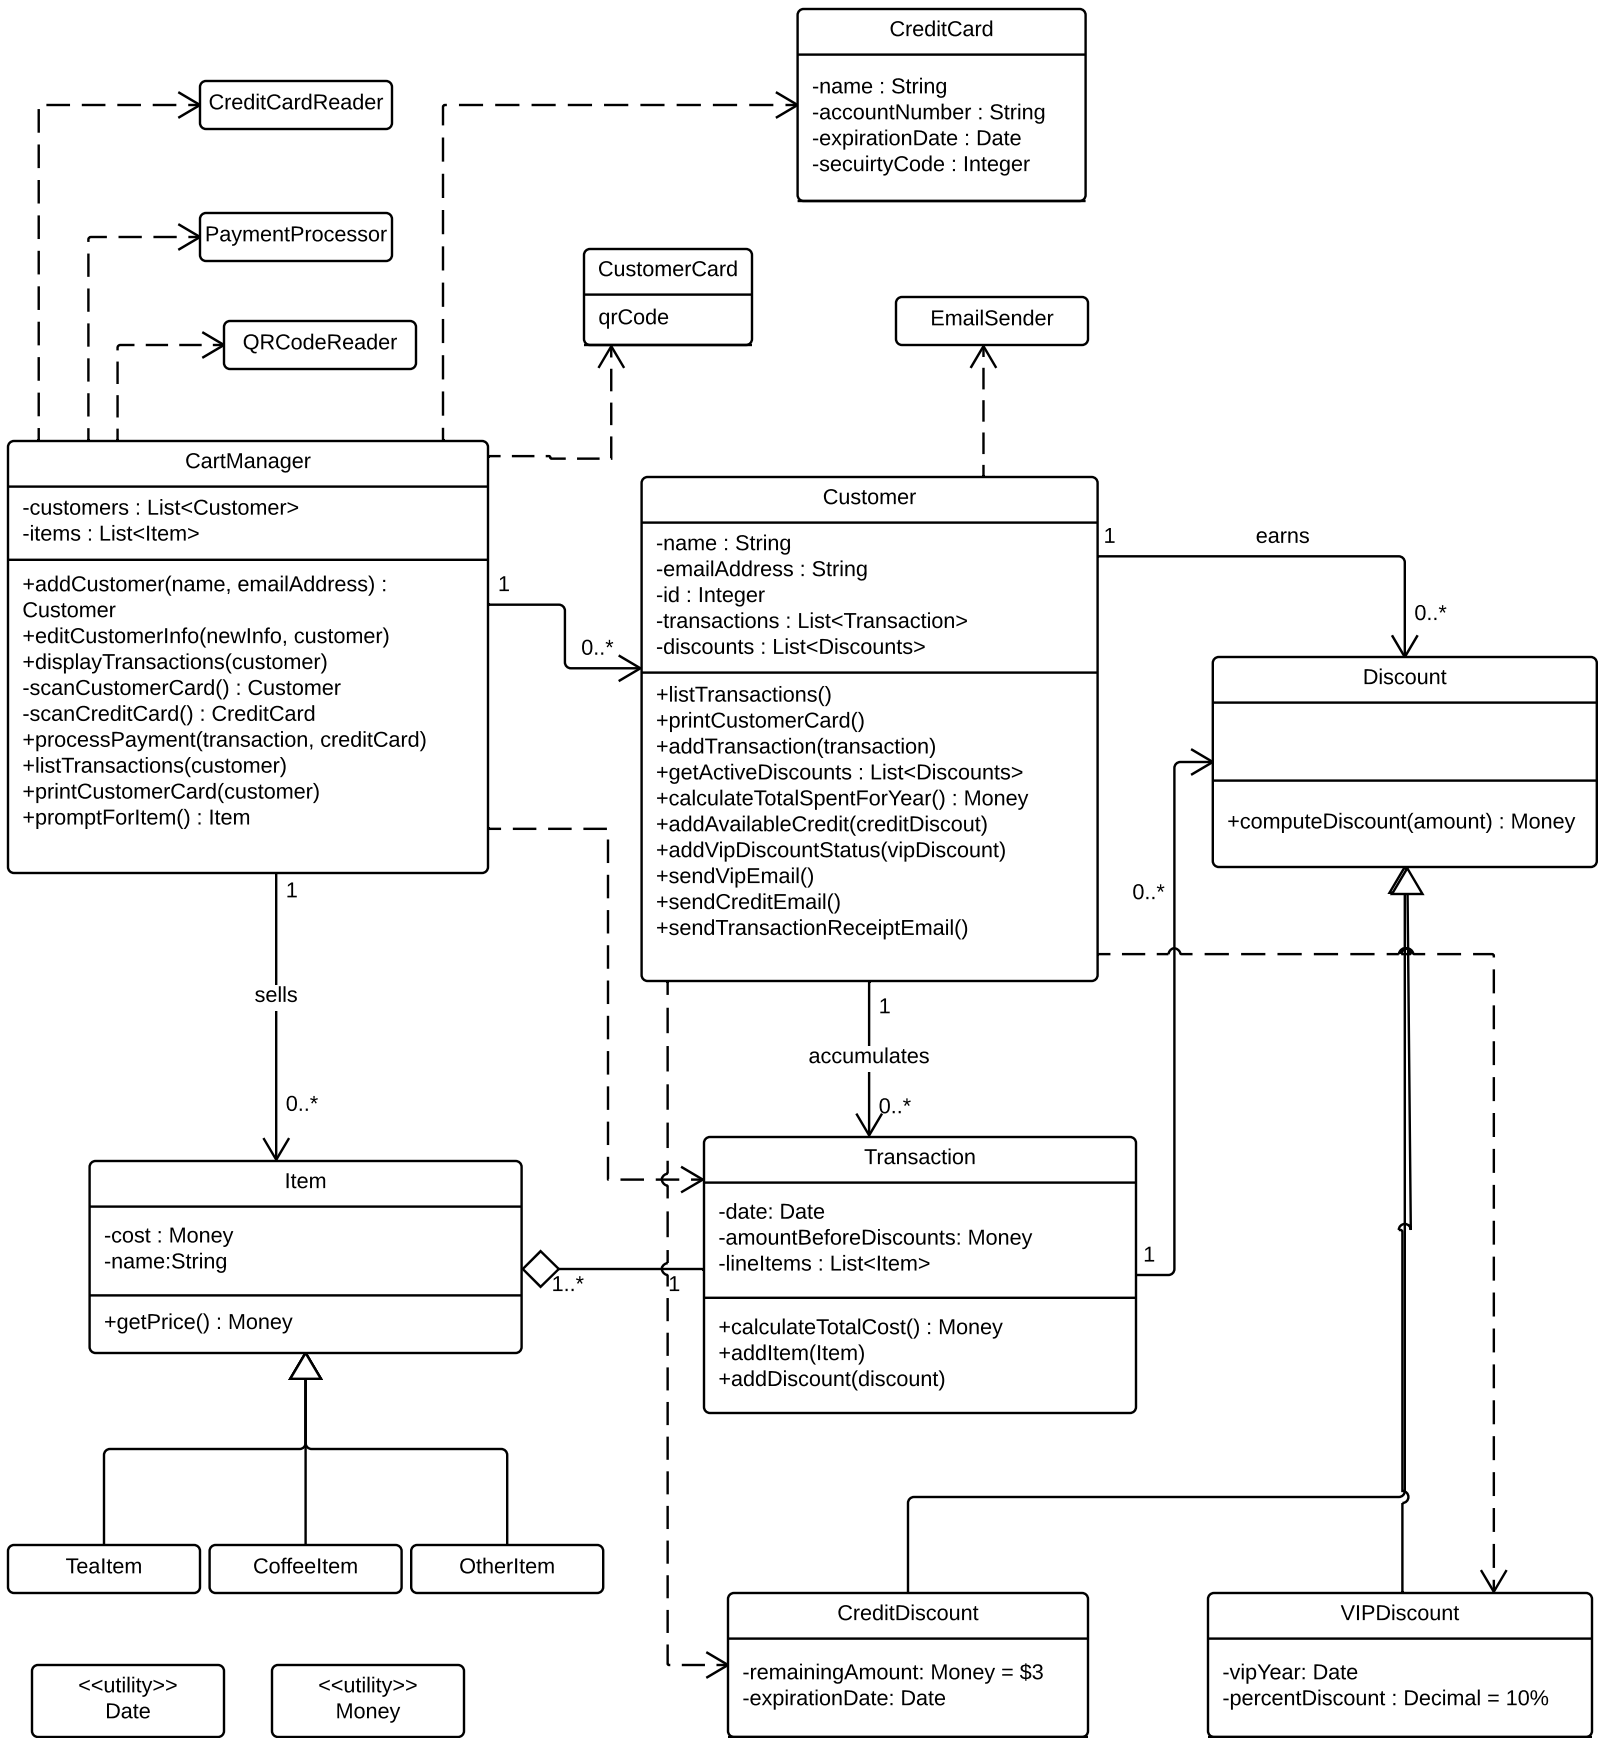 CreditCard
-name : String
-accountNumber : String
-expirationDate : Date
-secuirtyCode : Integer
CreditCardReader
PaymentProcessor
CustomerCard
qrCode
EmailSender
QRCodeReader
CartManager
-customers : List<Customer>
-items : List<Item>
+addCustomer(name, emailAddress) :
Customer
+editCustomerInfo(newInfo, customer)
+displayTransactions(customer)
-scanCustomerCard() : Customer
-scanCreditCard() : CreditCard
+processPayment(transaction, creditCard)
+listTransactions(customer)
+printCustomerCard(customer)
+promptForItem() : Item
1
0..*
Customer
-name : String
-emailAddress : String
-id : Integer
-transactions : List<Transaction>
-discounts : List<Discounts>
+listTransactions()
+printCustomerCard()
+addTransaction(transaction)
+getActiveDiscounts : List<Discounts>
+calculateTotalSpentForYear() : Money
+addAvailableCredit(creditDiscout)
+addVipDiscountStatus(vipDiscount)
+sendVipEmail()
+sendCreditEmail()
+sendTransactionReceiptEmail()
1
earns
0..*
Discount
+computeDiscount(amount) : Money
0..*
1
sells
0..*
1
accumulates
0..*
Item
-cost : Money
-name:String
+getPrice() : Money
1..*
1
Transaction
-date: Date
-amountBeforeDiscounts: Money
-lineItems : List<Item>
+calculateTotalCost() : Money
+addItem(Item)
+addDiscount(discount)
1
TeaItem
CoffeeItem
OtherItem
<<utility>>
Date
<<utility>>
Money
CreditDiscount
-remainingAmount: Money = $3
-expirationDate: Date
VIPDiscount
-vipYear: Date
-percentDiscount : Decimal = 10%